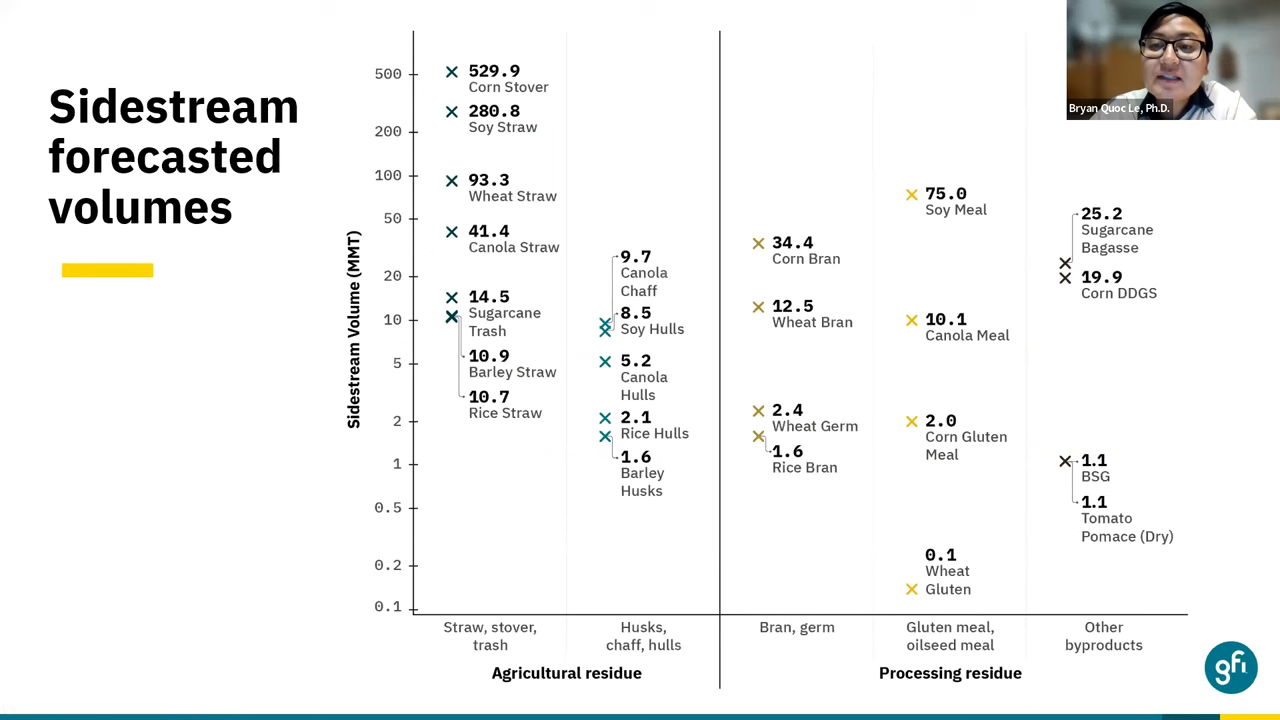 Sidestream
forecasted
volumes
Bryan Quoc Le, Ph.D.
Sidestream Volume (MMT)
500
200
100
50
20
10
5
2
1
0.5
0.2
0.1
529.9
Corn Stover
280.8
Soy Straw
93.3
Wheat Straw
41.4
Canola Straw
14.5
Sugarcane
Trash
10.9
Barley Straw
10.7
Rice Straw
9.7
Canola
Chaff
8.5
Soy Hulls
5.2
Canola
Hulls
2.1
Rice Hulls
1.6
Barley
Husks
34.4
Corn Bran
12.5
Wheat Bran
2.4
Wheat Germ
1.6
Rice Bran
75.0
Soy Meal
10.1
Canola Meal
2.0
Corn Gluten
Meal
0.1
Wheat
Gluten
25.2
Sugarcane
Bagasse
19.9
Corn DDGS
1.1
BSG
1.1
Tomato
Pomace (Dry)
Straw, stover,
trash
Husks,
chaff, hulls
Bran, germ
Gluten meal,
oilseed meal
Other
byproducts
Agricultural residue
Processing residue
gfi